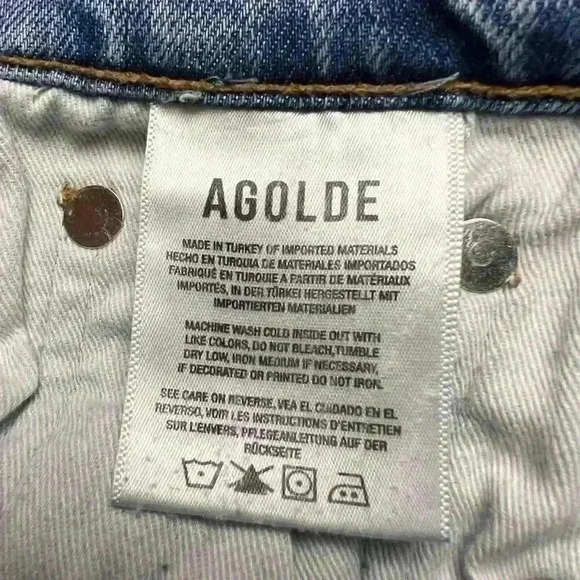 AGOLDE
MADE IN TURKEY OF IMPORTED MATERIALS
HECHO EN TURQUIA DE MATERIALES IMPORTADOS
FABRIQUÉ EN TURQUIE A PARTIR DE MATÉRIAUX
IMPORTÉS, IN DER TÜRKEI HERGESTELLT MIT
IMPORTIERTEN MATERIALIEN
MACHINE WASH COLD INSIDE OUT WITH
LIKE COLORS, DO NOT BLEACH, TUMBLE
DRY LOW, IRON MEDIUM IF NECESSARY,
IF DECORATED OR PRINTED DO NOT IRON.
SEE CARE ON REVERSE, VEA EL CUIDADO EN EL
REVERSO, VOIR LES INSTRUCTIONS D'ENTRETIEN
SUR L'ENVERS, PFLEGEANLEITUNG AUF DER
RÜCKSEITE